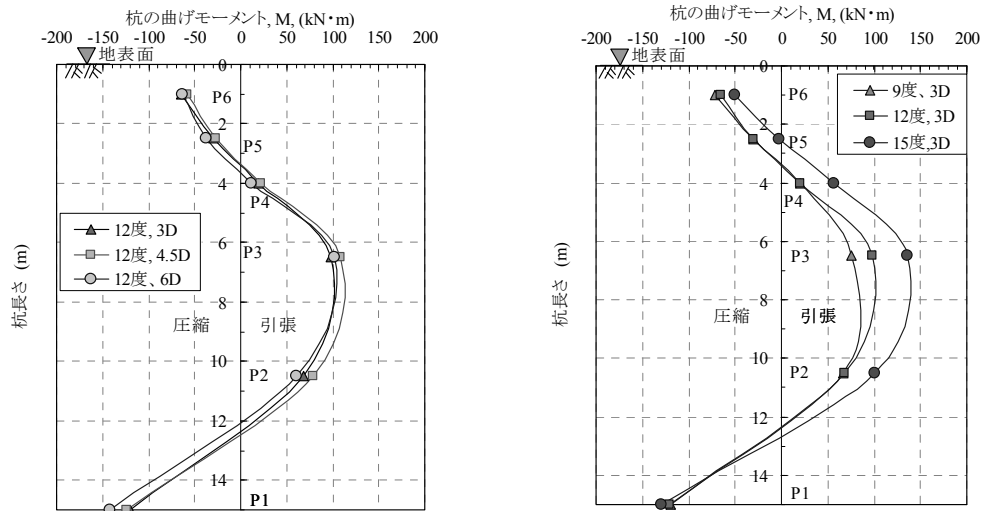 杭の曲げモーメント, M, (kN・m)
-200 -150 -100 -50 0 50 100 150 200
地表面
0
2
4
6
8
10
12
14
杭長さ (m)
P6
P5
P4
P3
P2
P1
12度, 3D
12度, 4.5D
12度、6D
圧縮
引張
杭の曲げモーメント, M, (kN・m)
-200 -150 -100 -50 0 50 100 150 200
地表面
0
2
4
6
8
10
12
14
杭長さ (m)
P6
P5
P4
P3
P2
P1
9度、3D
12度, 3D
15度,3D
圧縮
引張